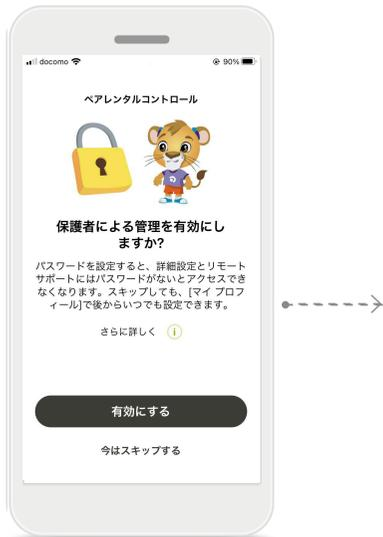 docomo 90%
ペアレンタルコントロール
保護者による管理を有効にし
ますか?
パスワードを設定すると、詳細設定とリモート
サポートにはパスワードがないとアクセスでき
なくなります。スキップしても、[マイ プロフ
ィール]で後からいつでも設定できます。
さらに詳しく i
有効にする
今はスキップする